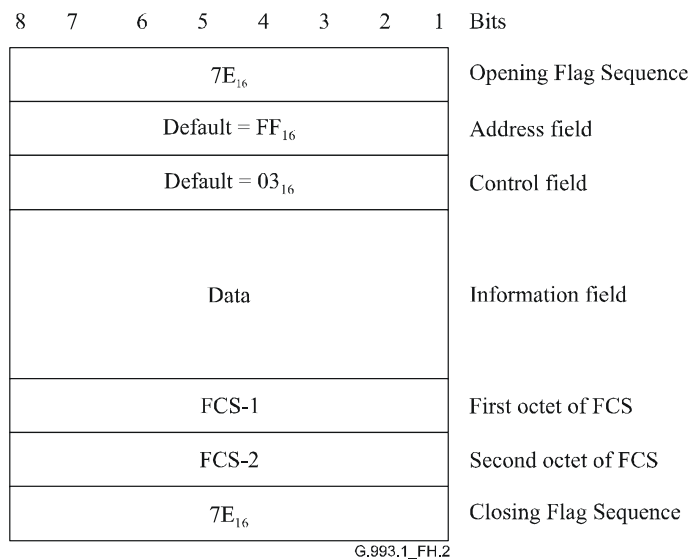 8 7 6 5 4 3 2 1 Bits
7E₁₆ Opening Flag Sequence
Default = FF₁₆ Address field
Default = 03₁₆ Control field
Data Information field
FCS-1 First octet of FCS
FCS-2 Second octet of FCS
7E₁₆ Closing Flag Sequence
G.993.1_FH.2